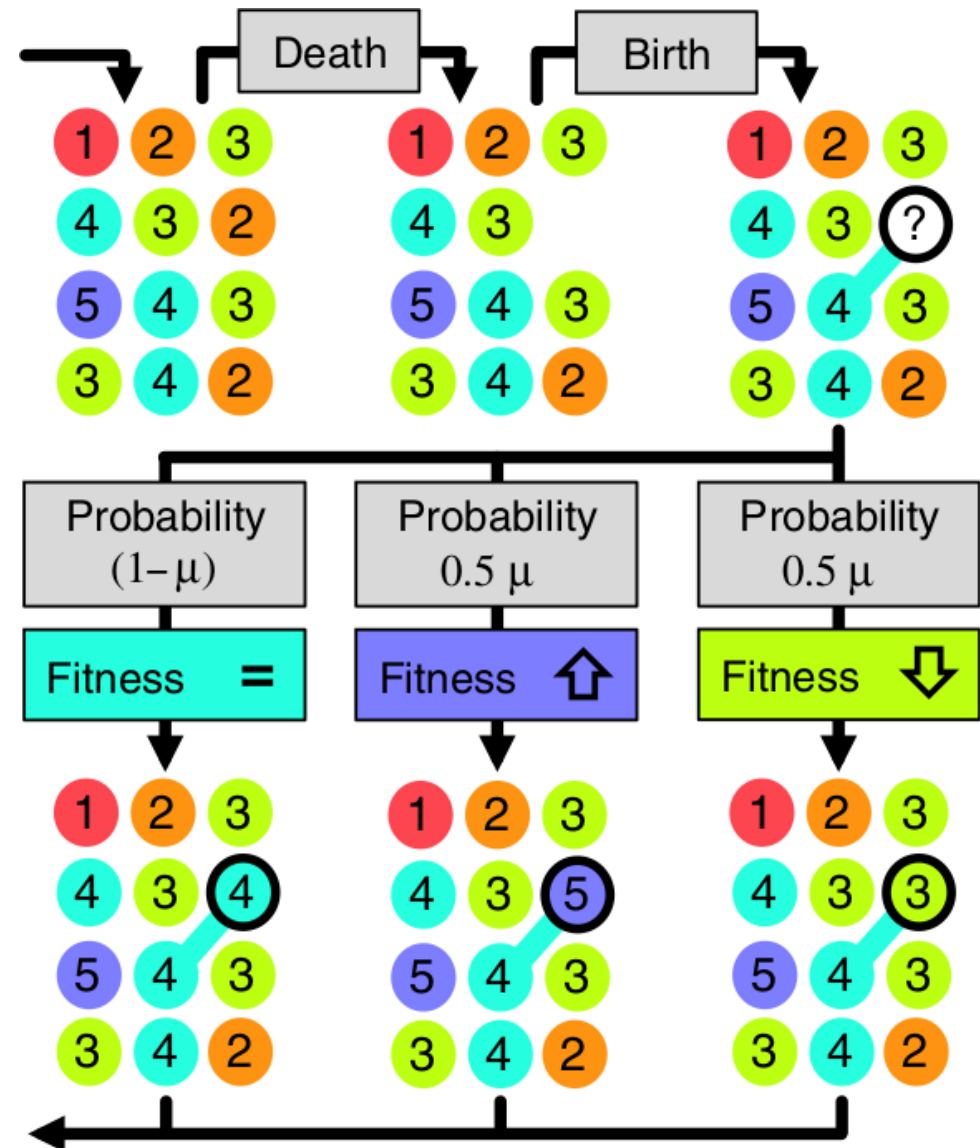 Death Birth
1 2 3 1 2 3 1 2 3
4 3 2 4 3 4 3 ?
5 4 3 5 4 3 5 4 3
3 4 2 3 4 2 3 4 2
Probability Probability Probability
(1−μ) 0.5 μ 0.5 μ
Fitness = Fitness Fitness
1 2 3 1 2 3 1 2 3
4 3 4 4 3 5 4 3 3
5 4 3 5 4 3 5 4 3
3 4 2 3 4 2 3 4 2